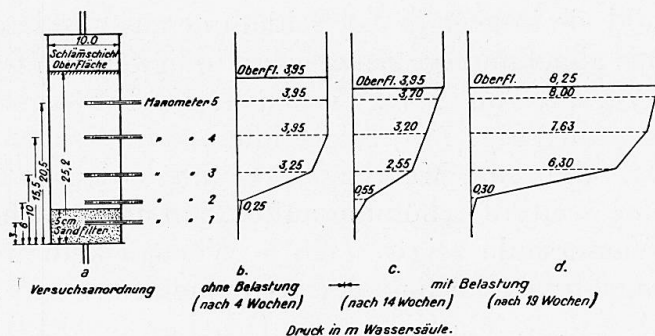 10.0
Schlämschicht
Oberfläche
Manometer 5
" " 4
" " 3
" " 2
" " 1
25,2
20,5
15,5
10
6
3
5cm
Sandfilter
Oberfl. 3,95
3,95
3,95
3,25
0,25
Oberfl. 3,95
3,70
3,20
2,55
0,55
Oberfl. 8,25
8,00
7,63
6,30
0,30
a
Versuchsanordnung
b.
ohne Belastung
(nach 4 Wochen)
c.
(nach 14 Wochen)
mit Belastung
d.
(nach 19 Wochen)
Druck in m Wassersäule.